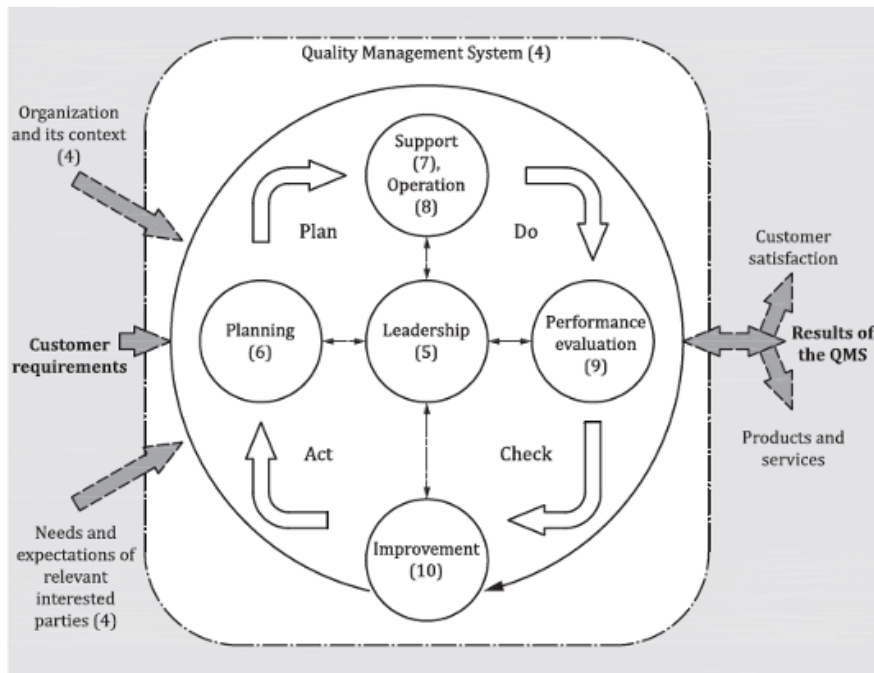 Quality Management System (4)
Organization
and its context
(4)
Support
(7),
Operation
(8)
Plan
Do
Customer
satisfaction
Customer
requirements
Planning
(6)
Leadership
(5)
Performance
evaluation
(9)
Results of
the QMS
Act
Check
Products and
services
Needs and
expectations of
relevant
interested
parties (4)
Improvement
(10)